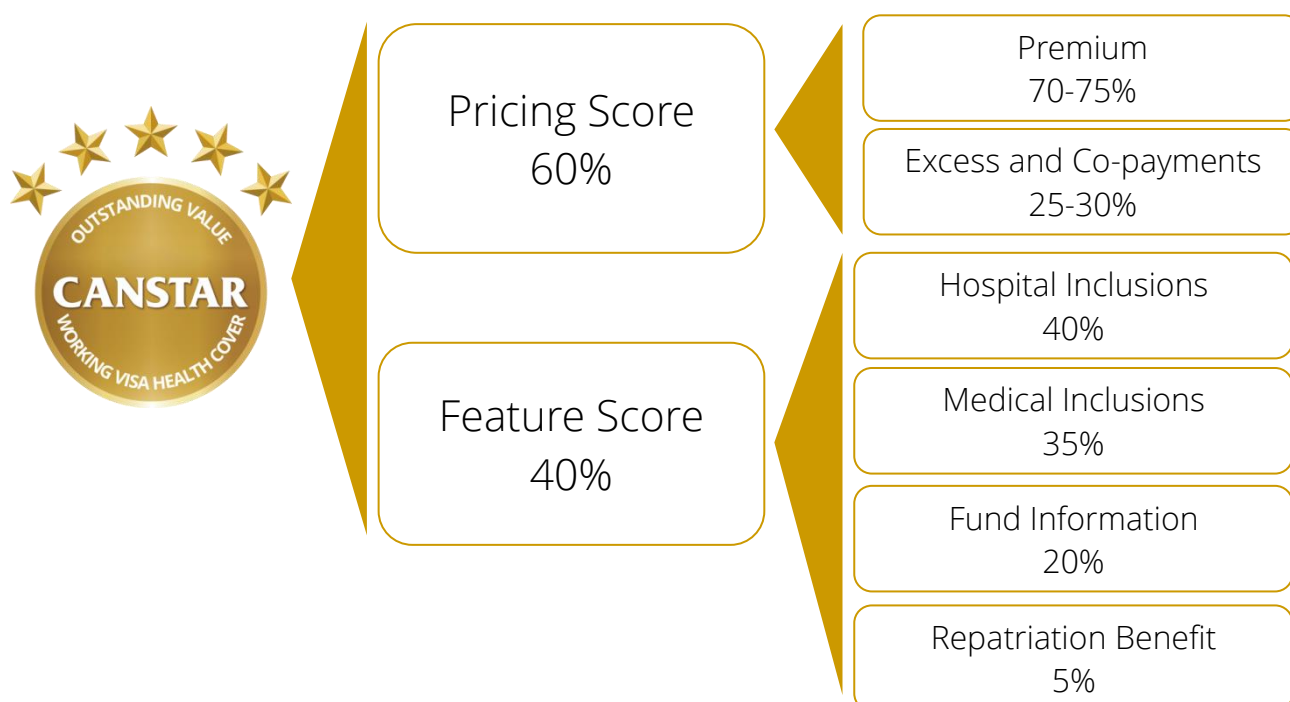 OUTSTANDING VALUE
CANSTAR
WORKING VISA HEALTH COVER
Pricing Score
60%
Feature Score
40%
Premium
70-75%
Excess and Co-payments
25-30%
Hospital Inclusions
40%
Medical Inclusions
35%
Fund Information
20%
Repatriation Benefit
5%